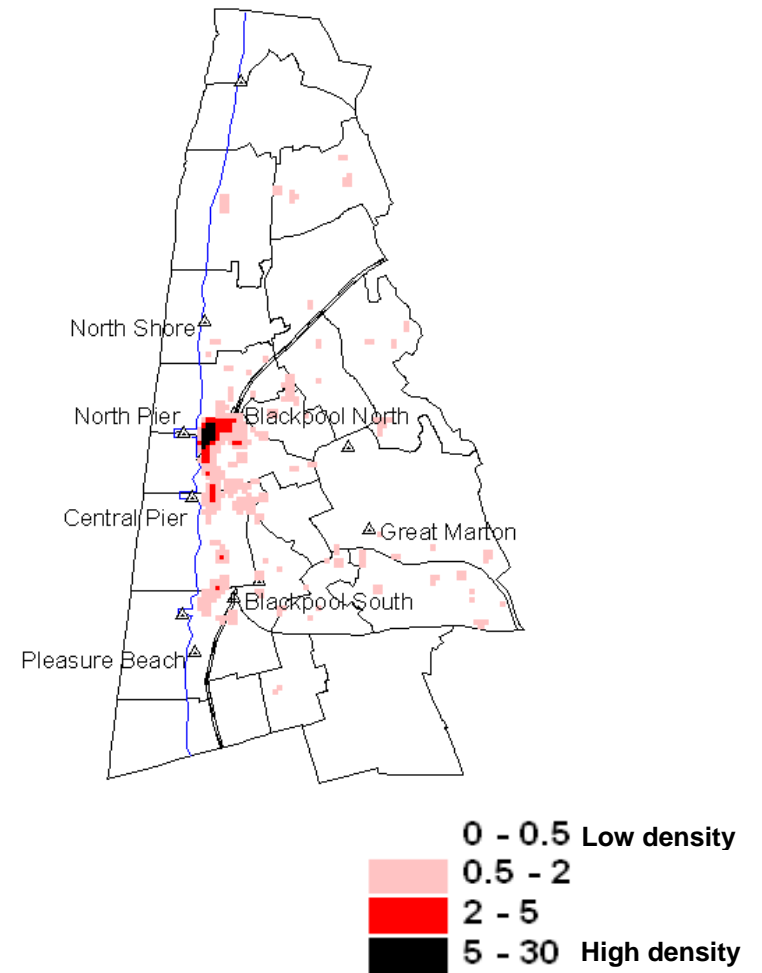 North Shore
North Pier
Blackpool North
Central Pier
Great Marton
Blackpool South
Pleasure Beach
0 - 0.5 Low density
0.5 - 2
2 - 5
5 - 30 High density